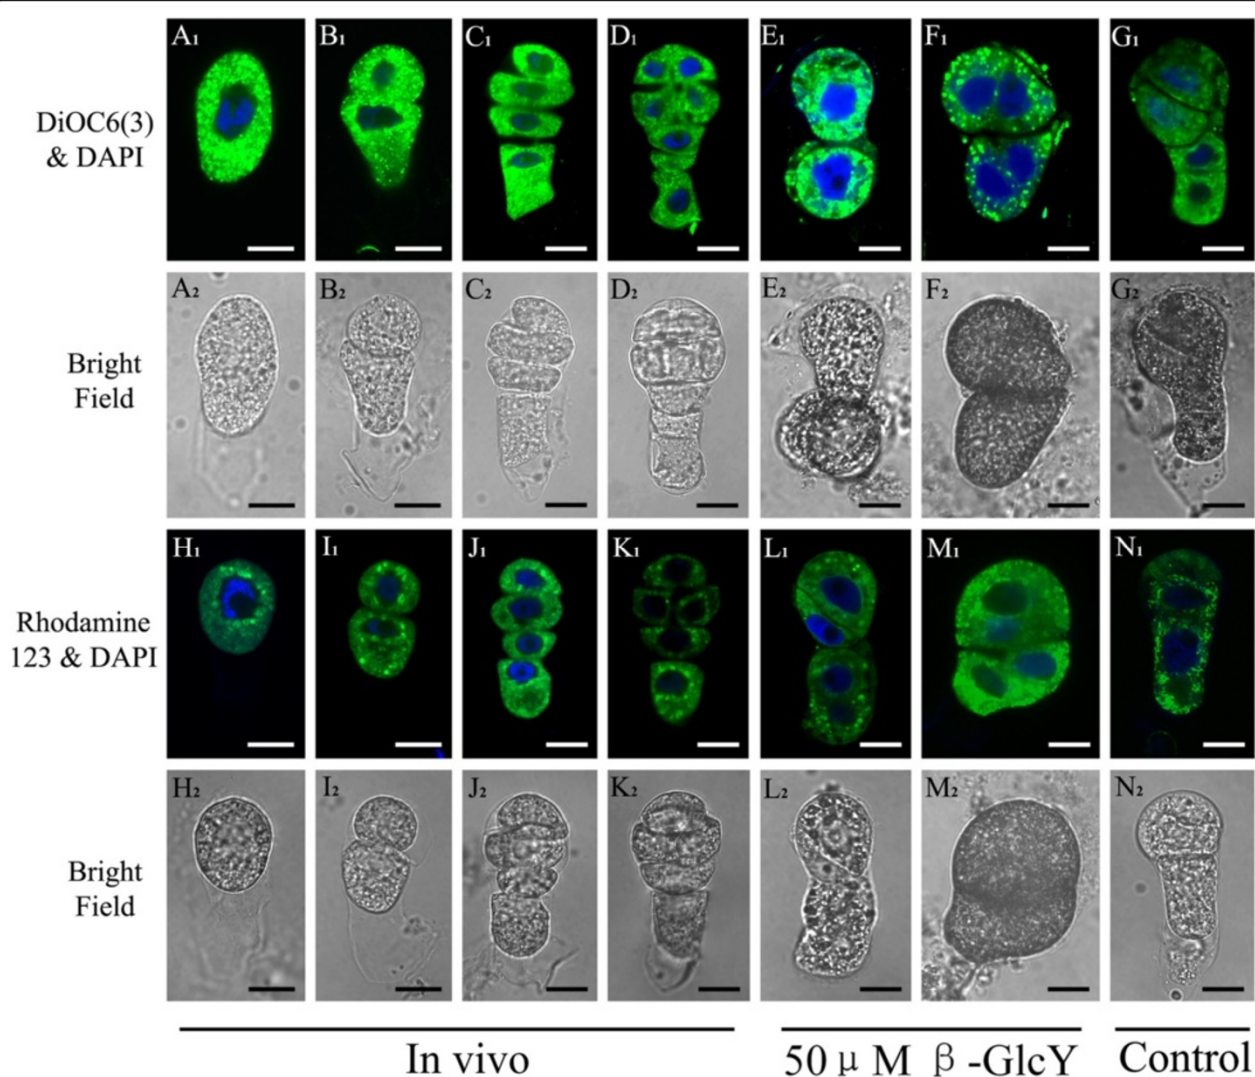 A1 B1 C1 D1 E1 F1 G1
DiOC6(3)
& DAPI
A2 B2 C2 D2 E2 F2 G2
Bright
Field
H1 I1 J1 K1 L1 M1 N1
Rhodamine
123 & DAPI
H2 I2 J2 K2 L2 M2 N2
Bright
Field
In vivo 50 μM β-GlcY Control